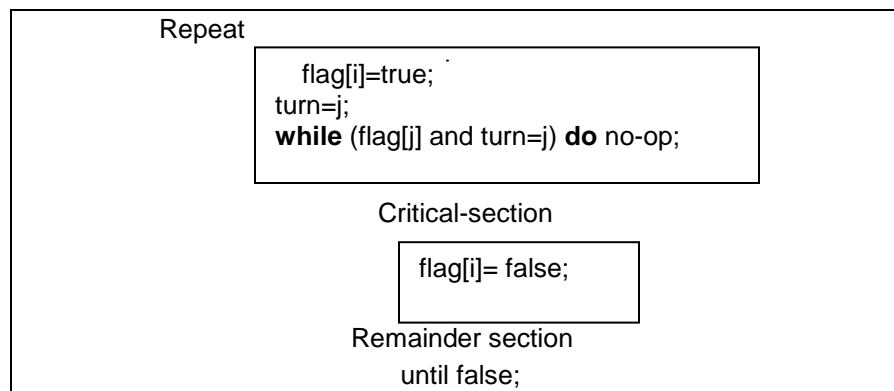 Repeat
flag[i]=true;
turn=j;
while (flag[j] and turn=j) do no-op;
Critical-section
flag[i]= false;
Remainder section
until false;